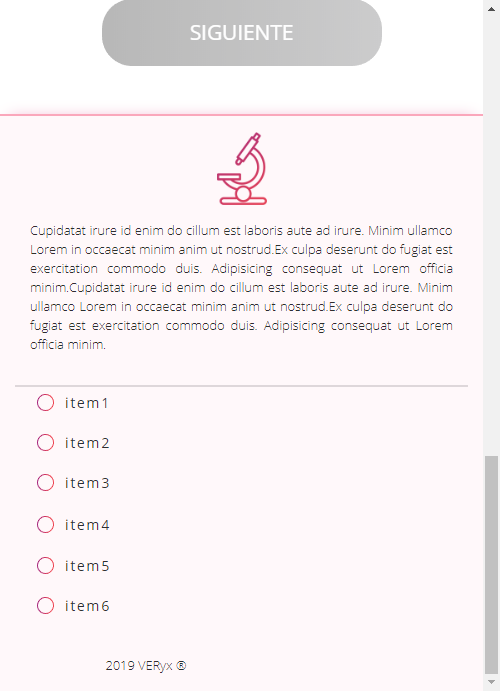 SIGUIENTE
Cupidatat irure id enim do cillum est laboris aute ad irure. Minim ullamco
Lorem in occaecat minim anim ut nostrud.Ex culpa deserunt do fugiat est
exercitation commodo duis. Adipisicing consequat ut Lorem officia
minim.Cupidatat irure id enim do cillum est laboris aute ad irure. Minim
ullamco Lorem in occaecat minim anim ut nostrud.Ex culpa deserunt do
fugiat est exercitation commodo duis. Adipisicing consequat ut Lorem
officia minim.
item1
item2
item3
item4
item5
item6
2019 VERyx ®